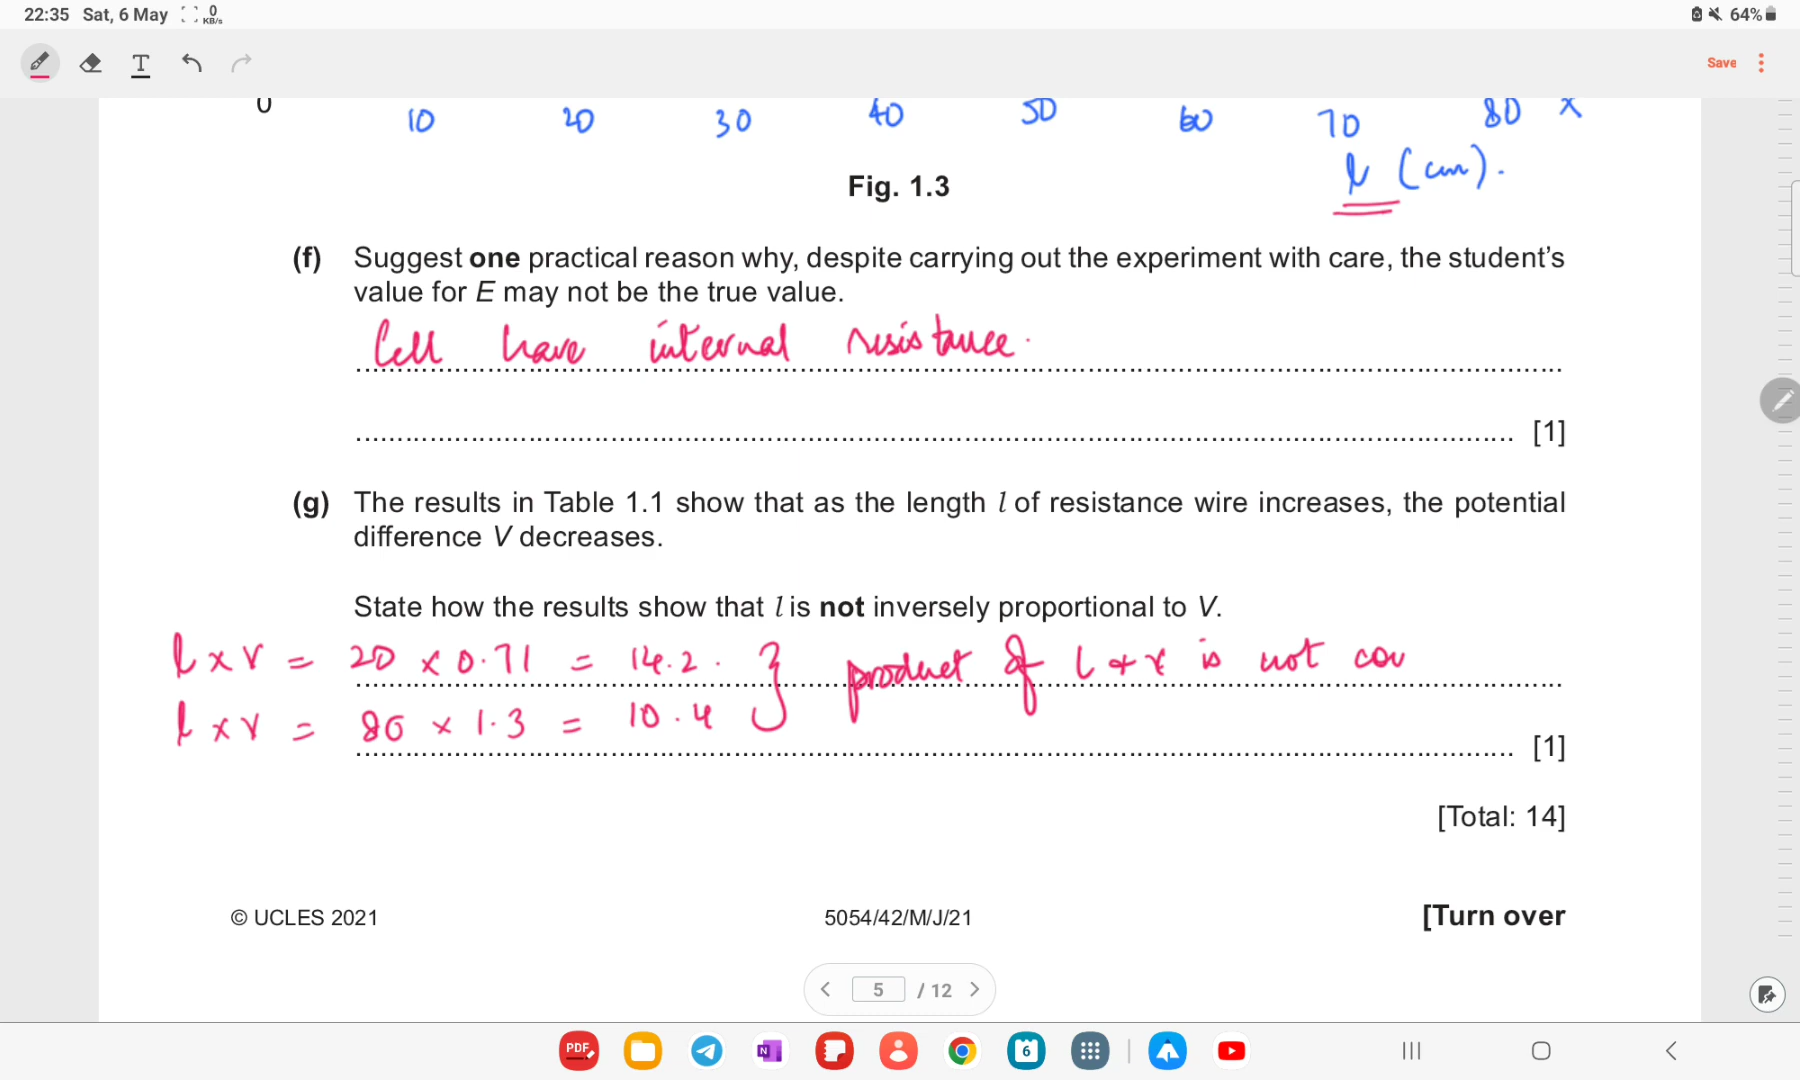 22:35 Sat, 6 May 0 KB/s 64%
Save
0 10 20 30 40 50 60 70 80 x
l (cm).
Fig. 1.3
(f) Suggest one practical reason why, despite carrying out the experiment with care, the student's
value for E may not be the true value.
Cell have internal resistance.
[1]
(g) The results in Table 1.1 show that as the length l of resistance wire increases, the potential
difference V decreases.
State how the results show that l is not inversely proportional to V.
l x V = 20 x 0.71 = 14.2. } product of l & x is not con
l x V = 80 x 1.3 = 10.4
[1]
[Total: 14]
© UCLES 2021 5054/42/M/J/21 [Turn over
5 / 12
PDF N 6